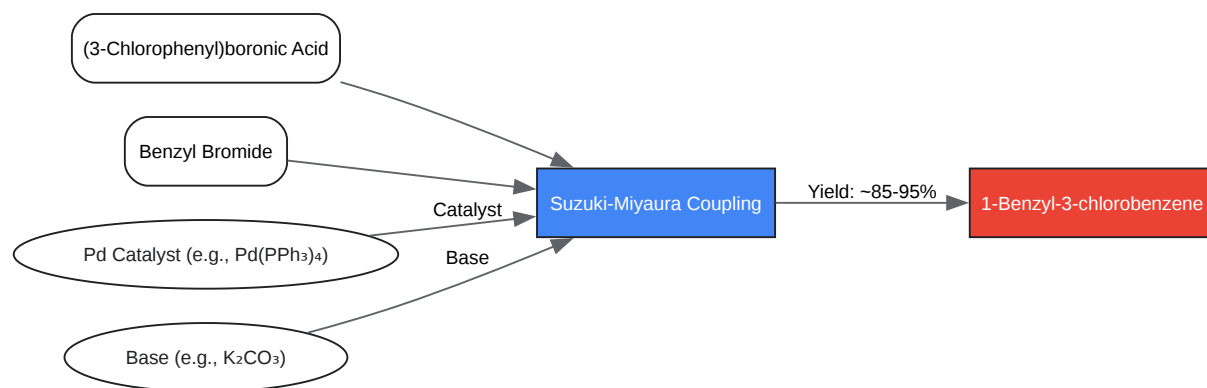 (3-Chlorophenyl)boronic Acid
Benzyl Bromide
Pd Catalyst (e.g., Pd(PPh₃)₄)
Base (e.g., K₂CO₃)
Catalyst
Base
Suzuki-Miyaura Coupling
Yield: ~85-95%
1-Benzyl-3-chlorobenzene